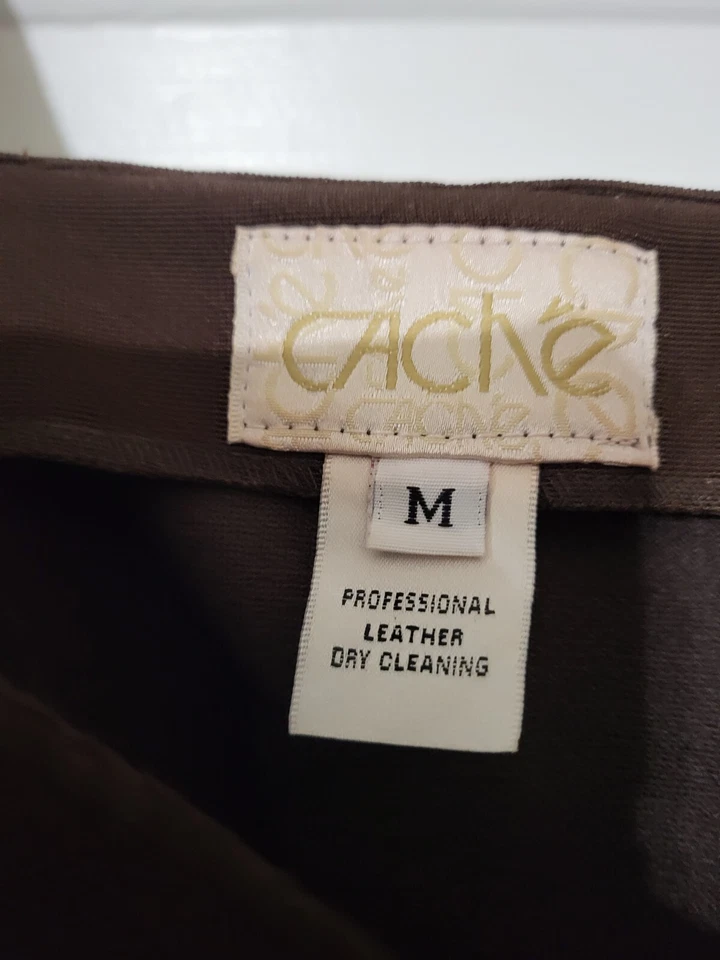 Caché
M
PROFESSIONAL
LEATHER
DRY CLEANING